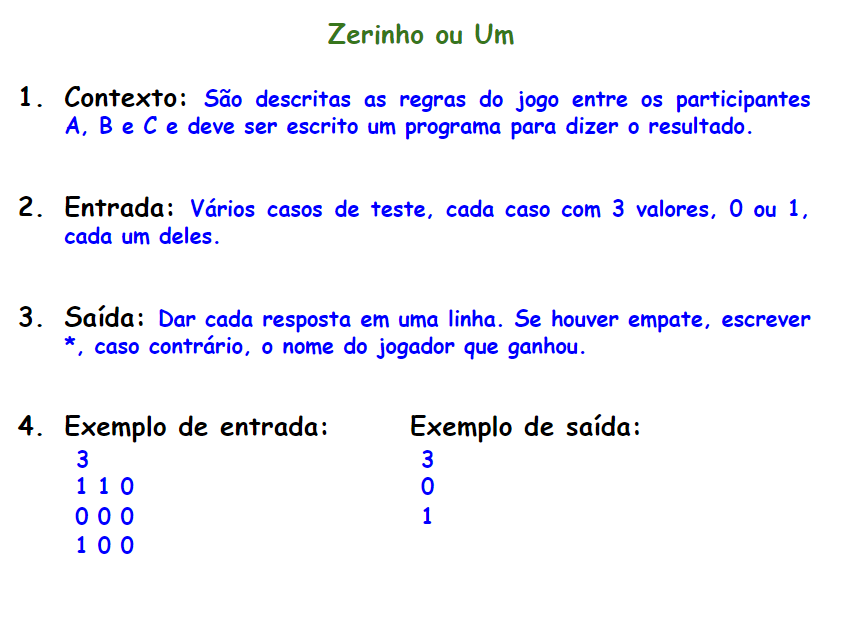 Zerinho ou Um
1. Contexto: São descritas as regras do jogo entre os participantes
A, B e C e deve ser escrito um programa para dizer o resultado.
2. Entrada: Vários casos de teste, cada caso com 3 valores, 0 ou 1,
cada um deles.
3. Saída: Dar cada resposta em uma linha. Se houver empate, escrever
*, caso contrário, o nome do jogador que ganhou.
4. Exemplo de entrada: Exemplo de saída:
3 3
1 1 0 0
0 0 0 1
1 0 0